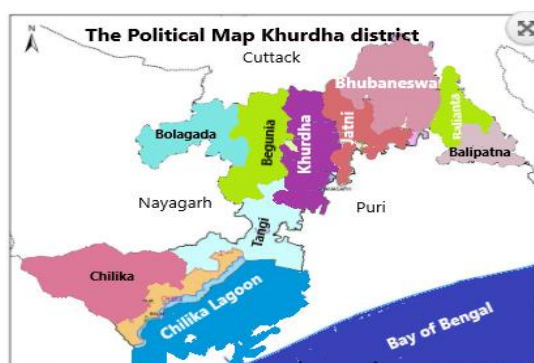 The Political Map Khurdha district
Cuttack
Bhubaneswa
Bolagada
Begunia
Khurdha
Jatni
Balianta
Balipatna
Nayagarh
Puri
Tangi
Chilika
Chilika Lagoon
Bay of Bengal
N